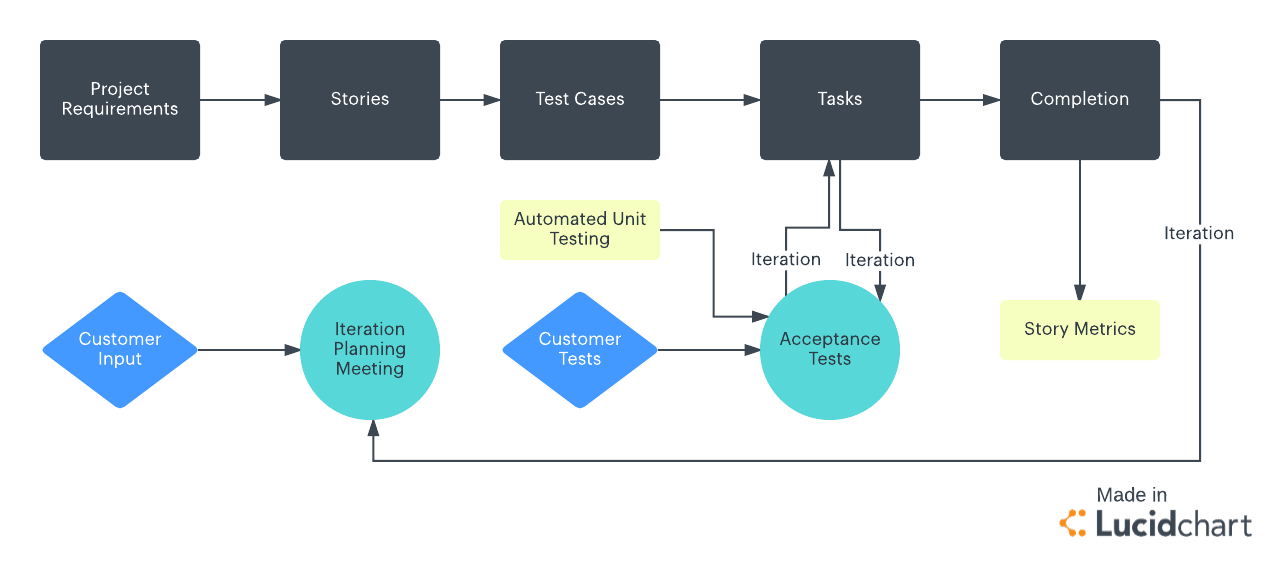 Project
Requirements
Stories
Test Cases
Tasks
Completion
Automated Unit
Testing
Iteration
Iteration
Iteration
Customer
Input
Iteration
Planning
Meeting
Customer
Tests
Acceptance
Tests
Story Metrics
Made in
Lucidchart